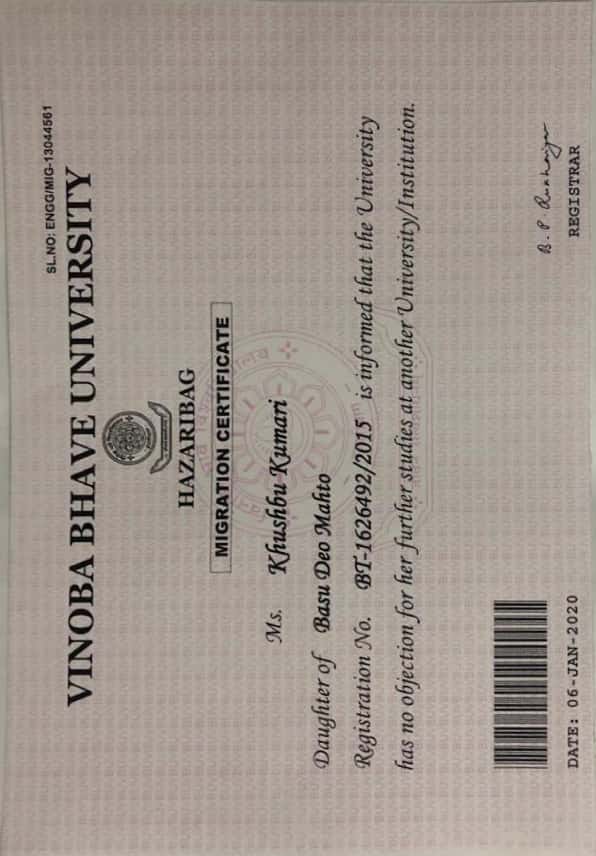 SL.NO: ENGG/MIG-13044561
VINOBA BHAVE UNIVERSITY
HAZARIBAG
MIGRATION CERTIFICATE
Ms. Khushbu Kumari
Daughter of Basu Deo Mahto
Registration No. BT-1626492/2015 is informed that the University
has no objection for her further studies at another University/Institution.
DATE: 06-JAN-2020
REGISTRAR